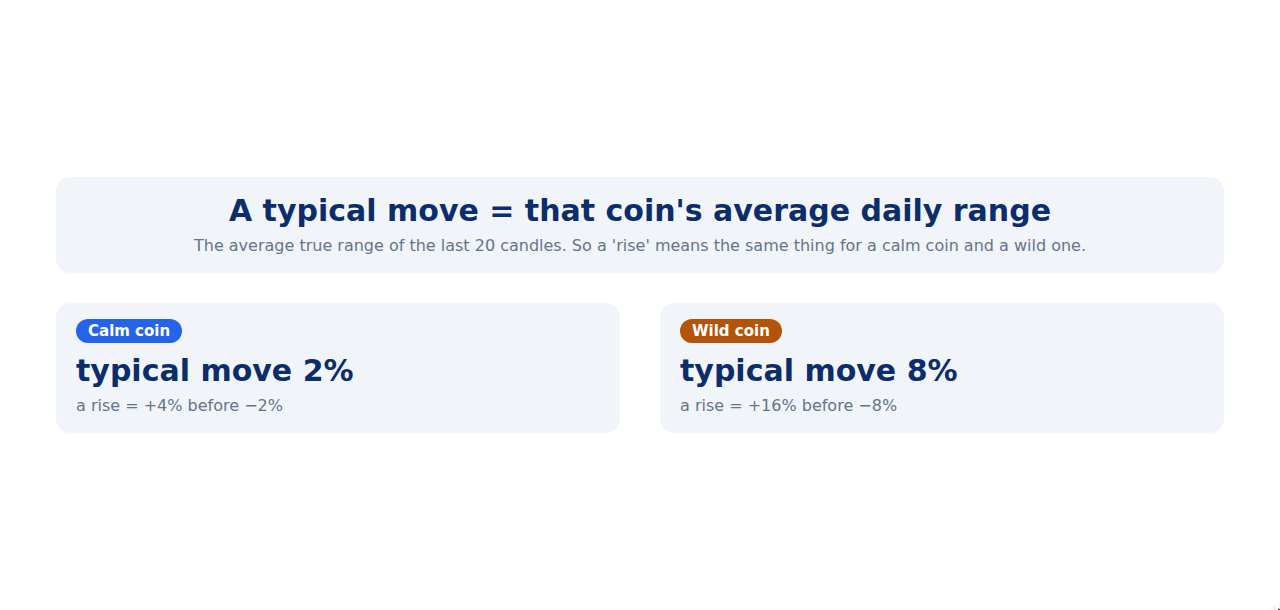 A typical move = that coin's average daily range
The average true range of the last 20 candles. So a 'rise' means the same thing for a calm coin and a wild one.
Calm coin
typical move 2%
a rise = +4% before −2%
Wild coin
typical move 8%
a rise = +16% before −8%